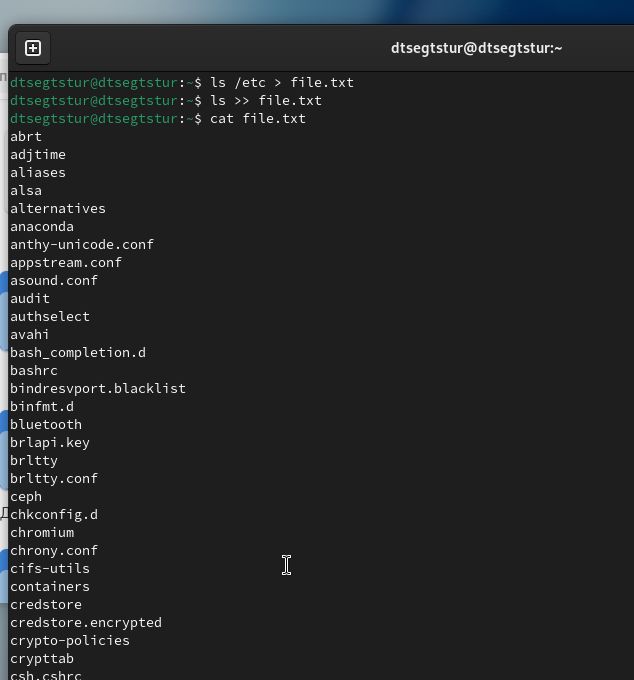 dtsegtstur@dtsegtstur:~
dtsegtstur@dtsegtstur:~$ ls /etc > file.txt
dtsegtstur@dtsegtstur:~$ ls >> file.txt
dtsegtstur@dtsegtstur:~$ cat file.txt
abrt
adjtime
aliases
alsa
alternatives
anaconda
anthy-unicode.conf
appstream.conf
asound.conf
audit
authselect
avahi
bash_completion.d
bashrc
bindresvport.blacklist
binfmt.d
bluetooth
brlapi.key
brltty
brltty.conf
ceph
chkconfig.d
chromium
chrony.conf
cifs-utils
containers
credstore
credstore.encrypted
crypto-policies
crypttab
csh.cshrc